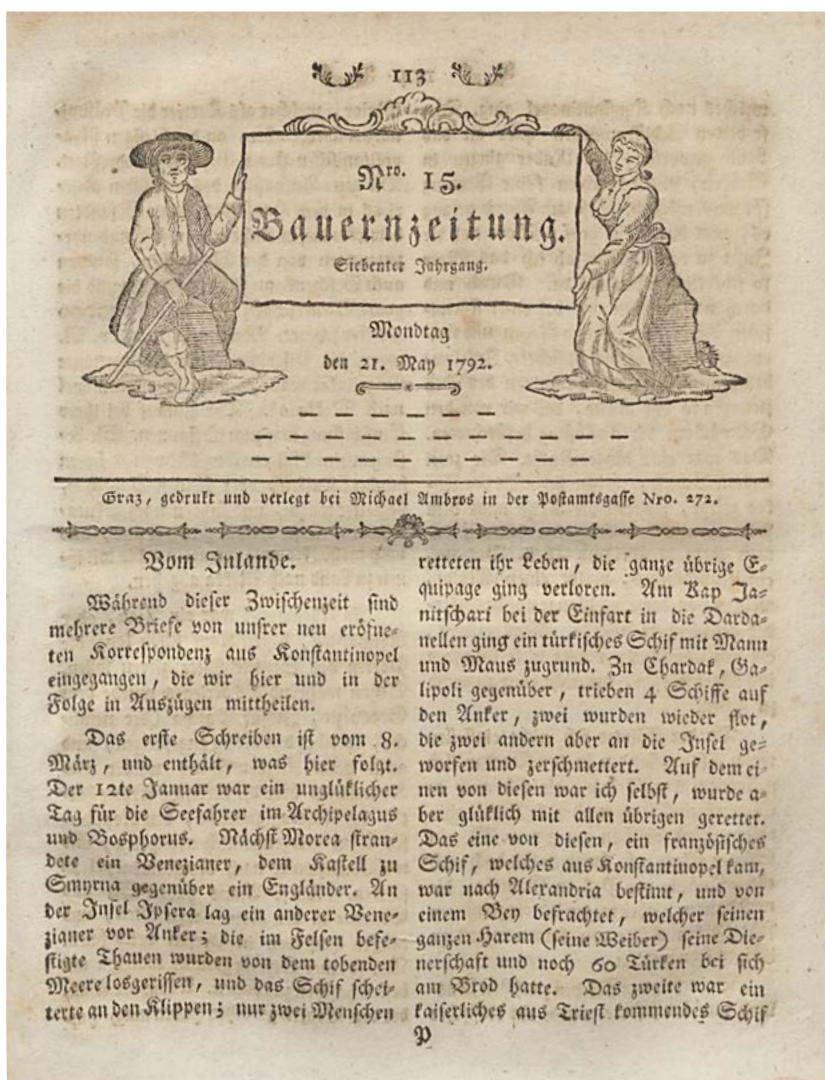 113
Nro. 15.
Bauernzeitung.
Siebenter Jahrgang.
Mondtag
den 21. May 1792.
Graz, gedrukt und verlegt bei Michael Ambros in der Postamtsgasse Nro. 272.
Vom Inlande.
Während dieser Zwischenzeit sind
mehrere Briefe von unsrer neu eröfne-
ten Korrespondenz aus Konstantinopel
eingegangen, die wir hier und in der
Folge in Auszügen mittheilen.
Das erste Schreiben ist vom 8.
März, und enthält, was hier folgt.
Der 12te Januar war ein unglüklicher
Tag für die Seefahrer im Archipelagus
und Bosphorus. Nächst Morea stran-
dete ein Venezianer, dem Kastell zu
Smyrna gegenüber ein Engländer. An
der Insel Ipsera lag ein anderer Vene-
zianer vor Anker; die im Felsen befe-
stigte Thauen wurden von dem tobenden
Meere losgerissen, und das Schif schei-
terte an den Klippen; nur zwei Menschen
retteten ihr Leben, die ganze übrige E-
quipage ging verloren. Am Kap Ja-
nitschari bei der Einfart in die Darda-
nellen ging ein türkisches Schif mit Mann
und Maus zugrund. Zu Chardak, Ga-
lipoli gegenüber, trieben 4 Schiffe auf
den Anker, zwei wurden wieder flot,
die zwei andern aber an die Insel ge-
worfen und zerschmettert. Auf dem ei-
nen von diesen war ich selbst, wurde a-
ber glüklich mit allen übrigen gerettet.
Das eine von diesen, ein französisches
Schif, welches aus Konstantinopel kam,
war nach Alexandria bestimt, und von
einem Bey befrachtet, welcher seinen
ganzen Harem (seine Weiber) seine Die-
nerschaft und noch 60 Türken bei sich
am Brod hatte. Das zweite war ein
kaiserliches aus Triest kommendes Schif
P